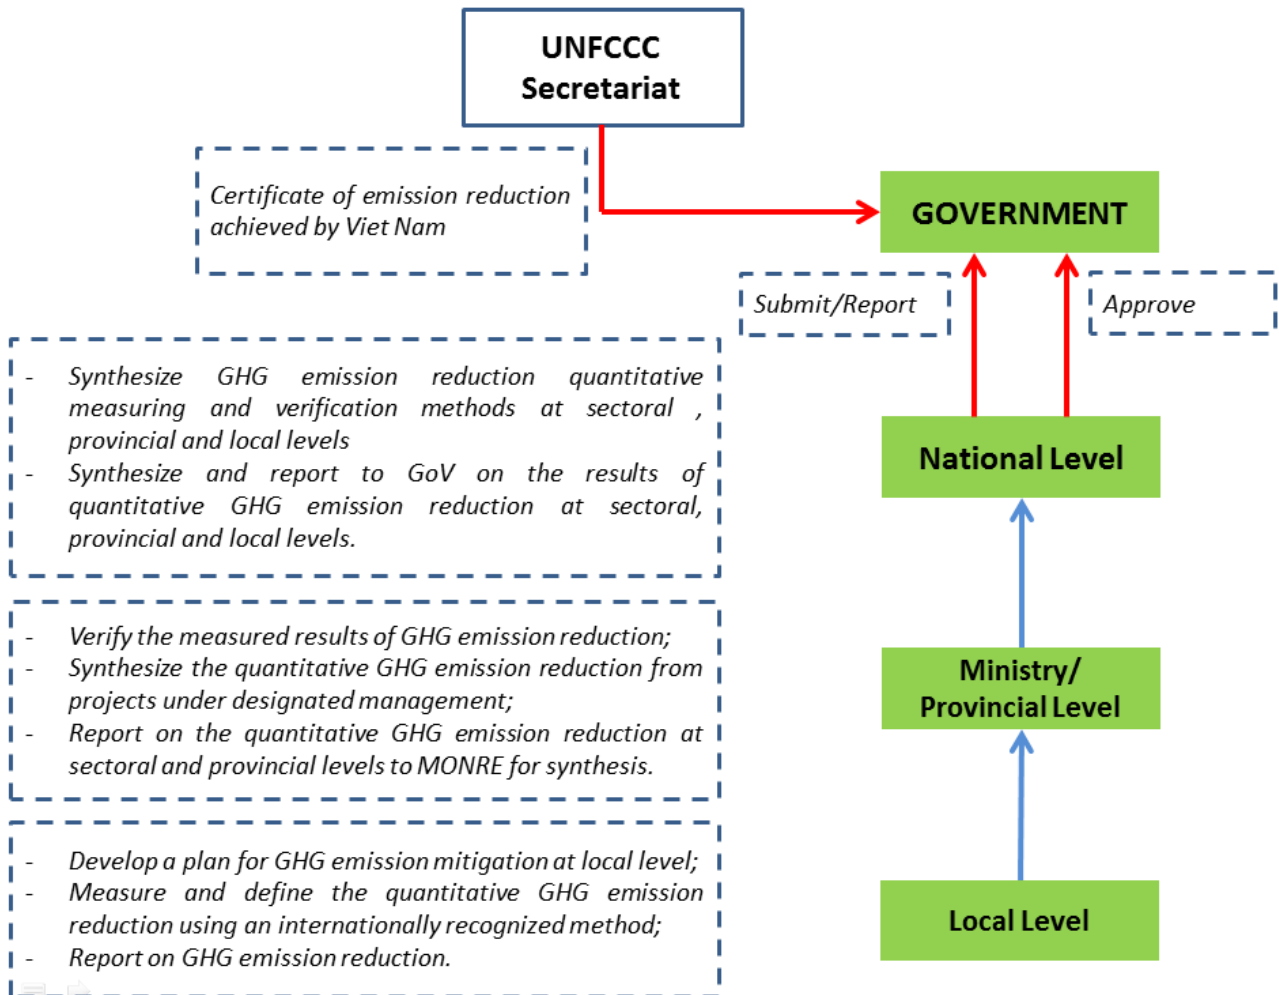 UNFCCC
Secretariat
Certificate of emission reduction
achieved by Viet Nam
GOVERNMENT
Submit/Report
Approve
- Synthesize GHG emission reduction quantitative
measuring and verification methods at sectoral ,
provincial and local levels
- Synthesize and report to GoV on the results of
quantitative GHG emission reduction at sectoral,
provincial and local levels.
National Level
- Verify the measured results of GHG emission reduction;
- Synthesize the quantitative GHG emission reduction from
projects under designated management;
- Report on the quantitative GHG emission reduction at
sectoral and provincial levels to MONRE for synthesis.
Ministry/
Provincial Level
- Develop a plan for GHG emission mitigation at local level;
- Measure and define the quantitative GHG emission
reduction using an internationally recognized method;
- Report on GHG emission reduction.
Local Level